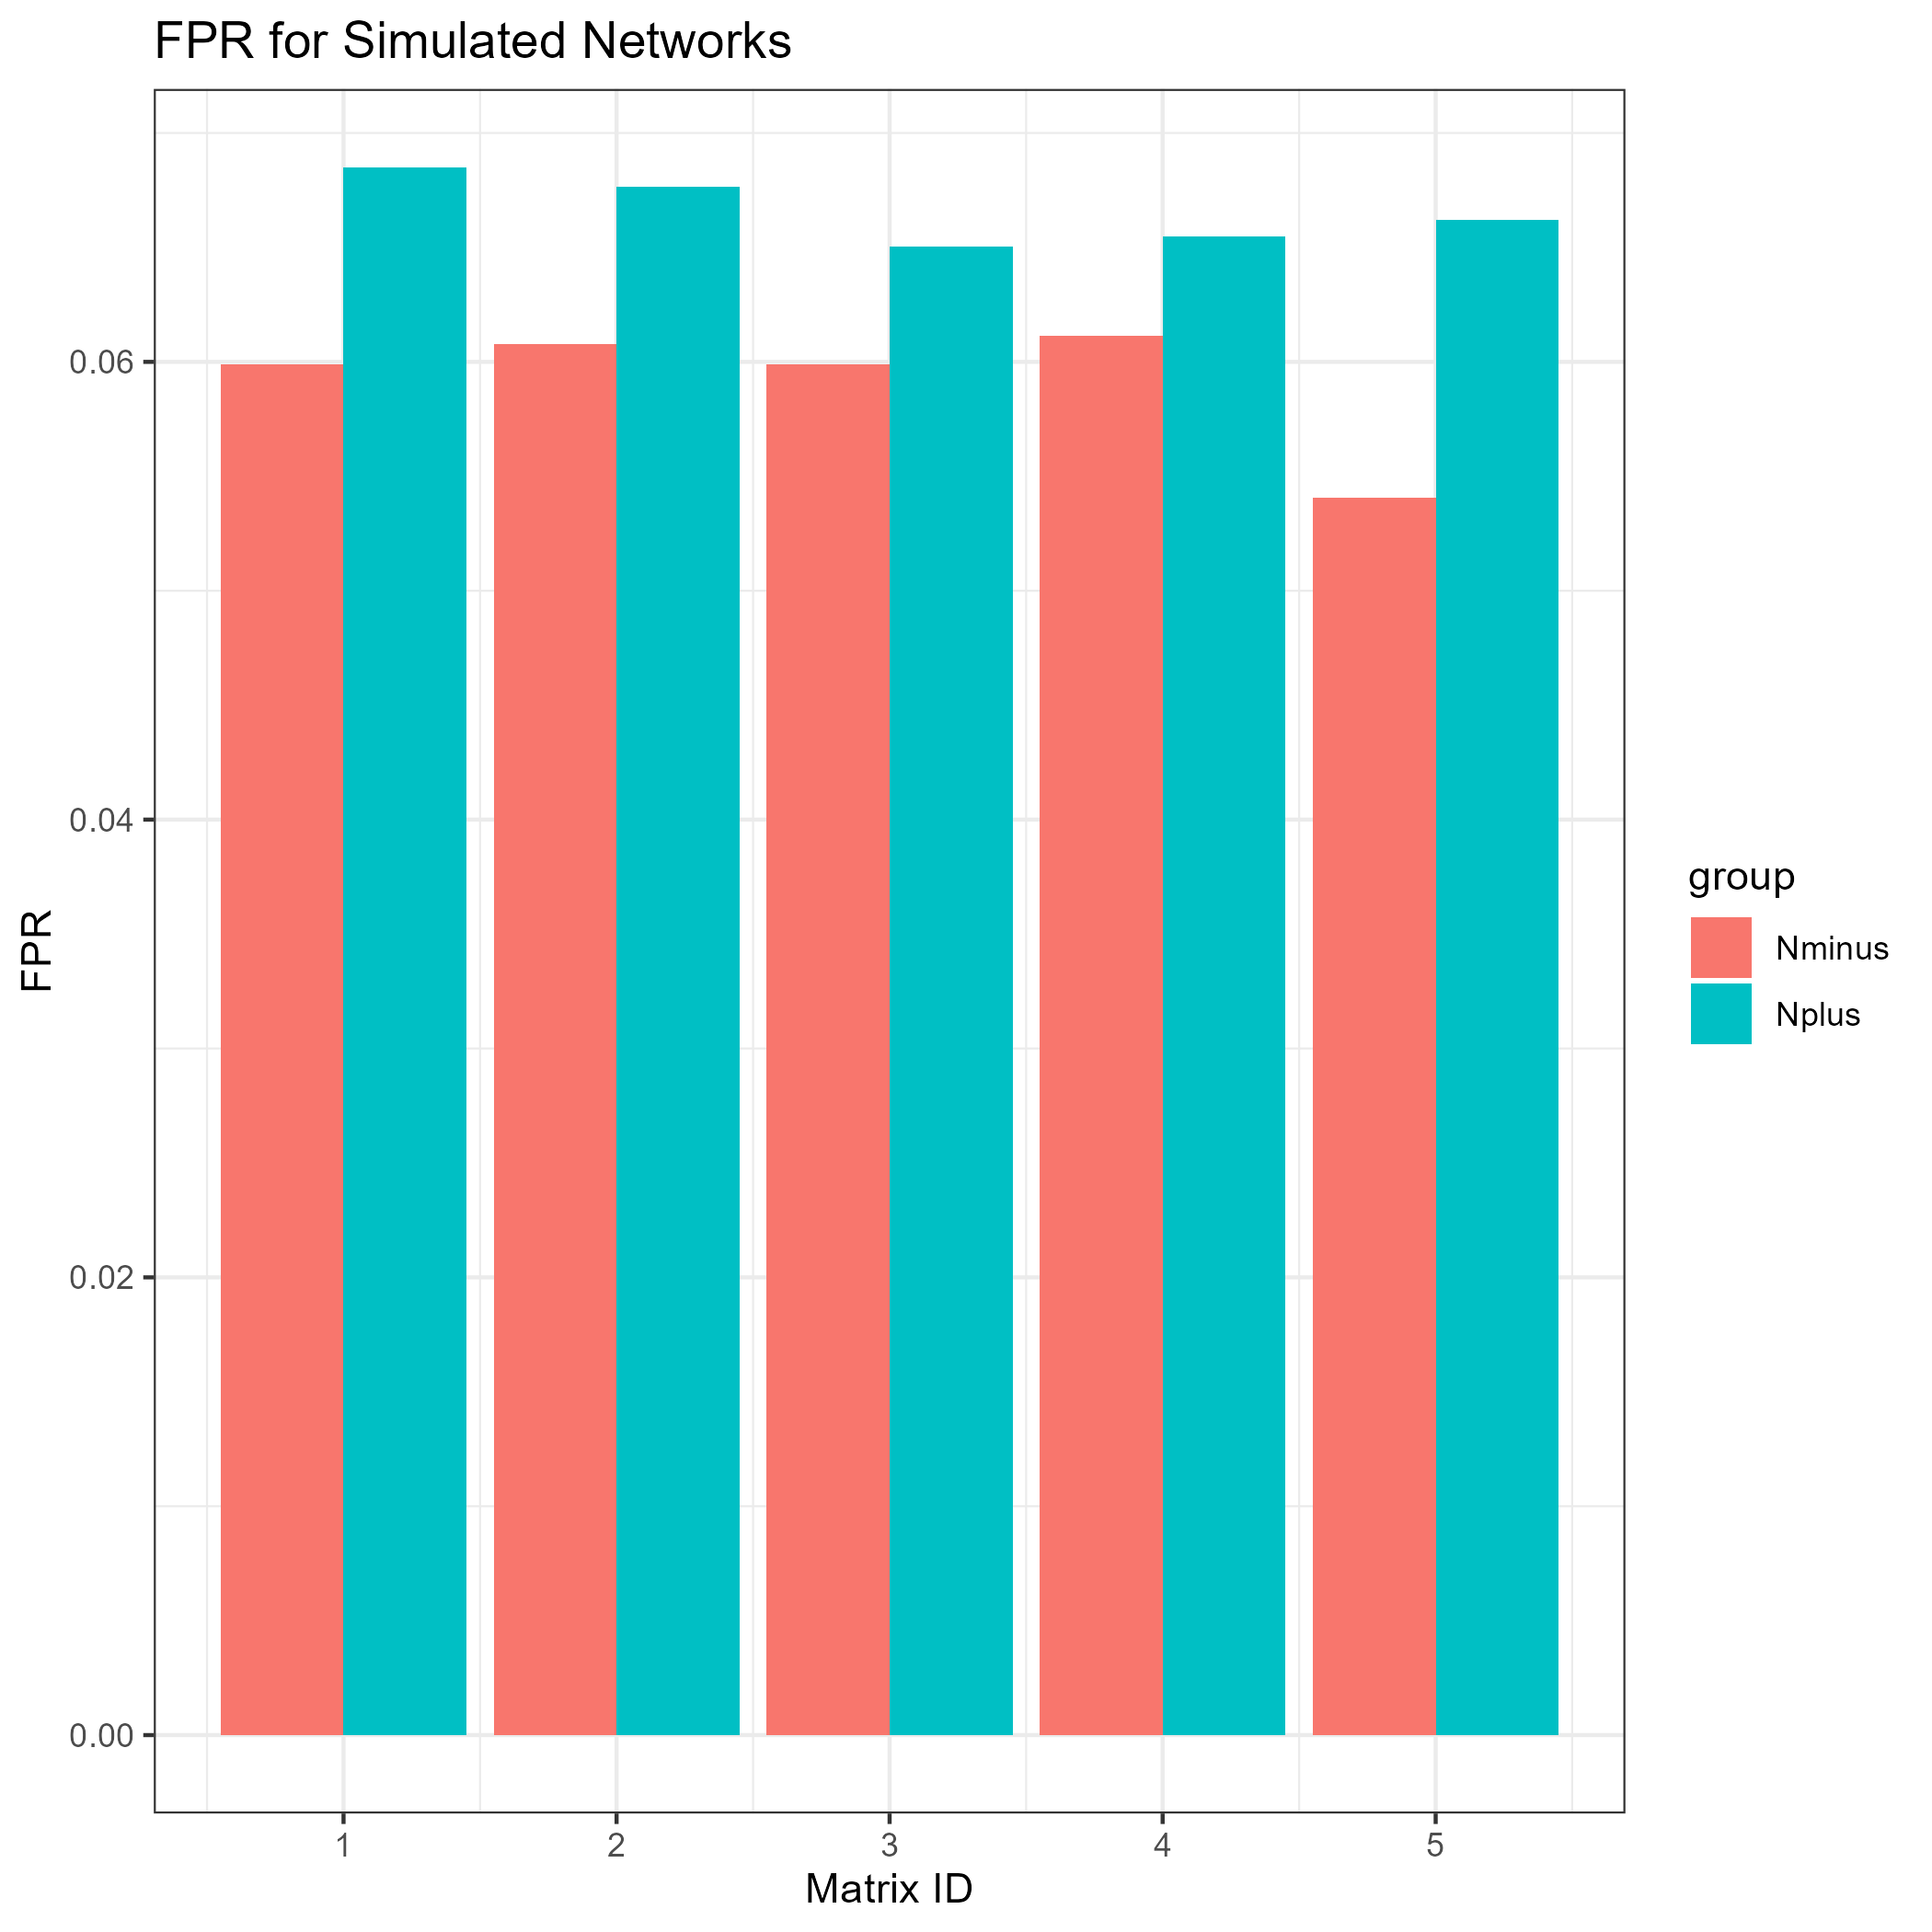 FPR for Simulated Networks
FPR
0.06
0.04
0.02
0.00
1 2 3 4 5
Matrix ID
group
Nminus
Nplus